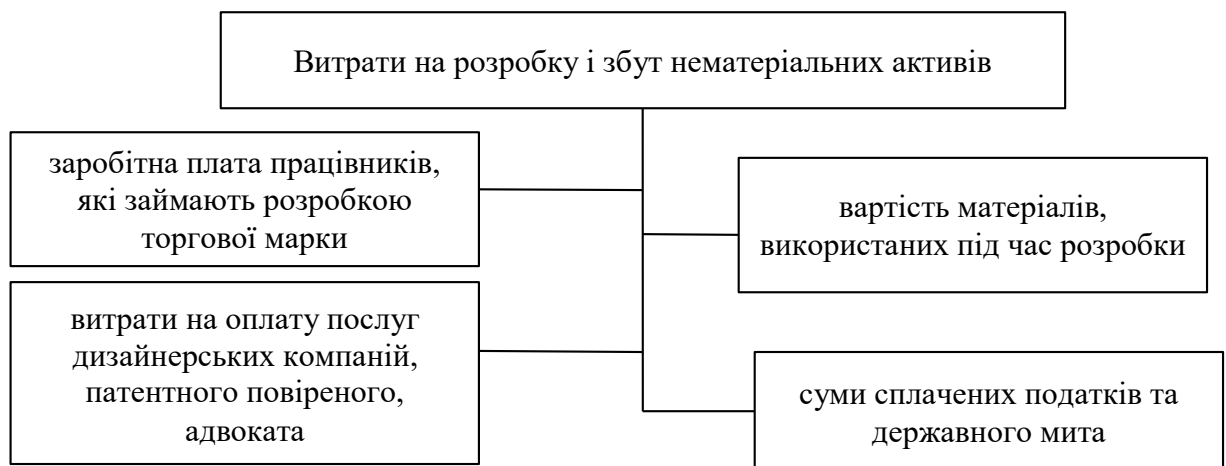 Витрати на розробку і збут нематеріальних активів
заробітна плата працівників,
які займають розробкою
торгової марки
вартість матеріалів,
використаних під час розробки
витрати на оплату послуг
дизайнерських компаній,
патентного повіреного,
адвоката
суми сплачених податків та
державного мита